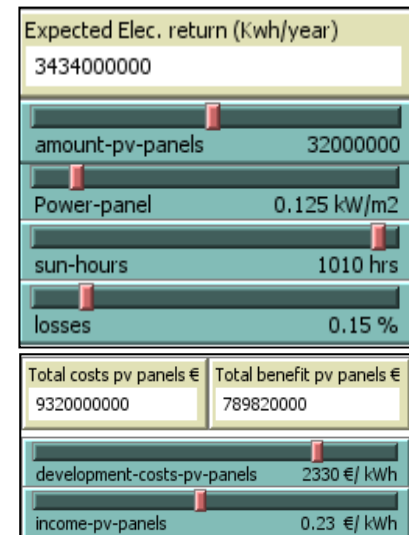 Expected Elec. return (Kwh/year)
3434000000
amount-pv-panels 32000000
Power-panel 0.125 kW/m2
sun-hours 1010 hrs
losses 0.15 %
Total costs pv panels € Total benefit pv panels €
9320000000 789820000
development-costs-pv-panels 2330 €/ kWh
income-pv-panels 0.23 €/ kWh